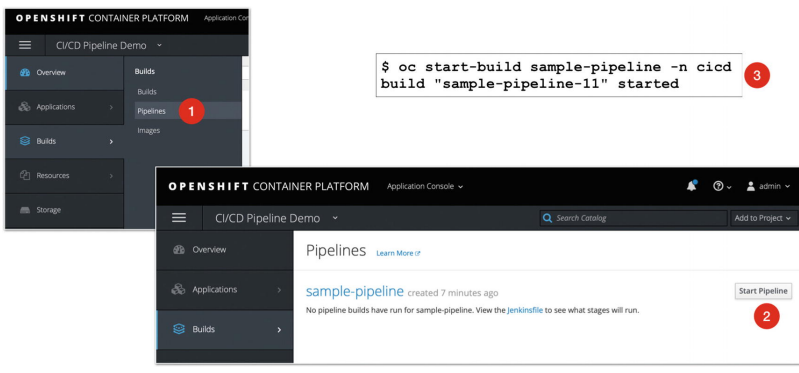 OPENSHIFT CONTAINER PLATFORM Application Con
CI/CD Pipeline Demo
Overview
Applications
Builds
Resources
Storage
Builds
Builds
Pipelines 1
Images
$ oc start-build sample-pipeline -n cicd
build "sample-pipeline-11" started
3
OPENSHIFT CONTAINER PLATFORM Application Console admin
CI/CD Pipeline Demo Search Catalog Add to Project
Overview
Applications
Builds
Pipelines Learn More
sample-pipeline created 7 minutes ago Start Pipeline
No pipeline builds have run for sample-pipeline. View the Jenkinsfile to see what stages will run.
2